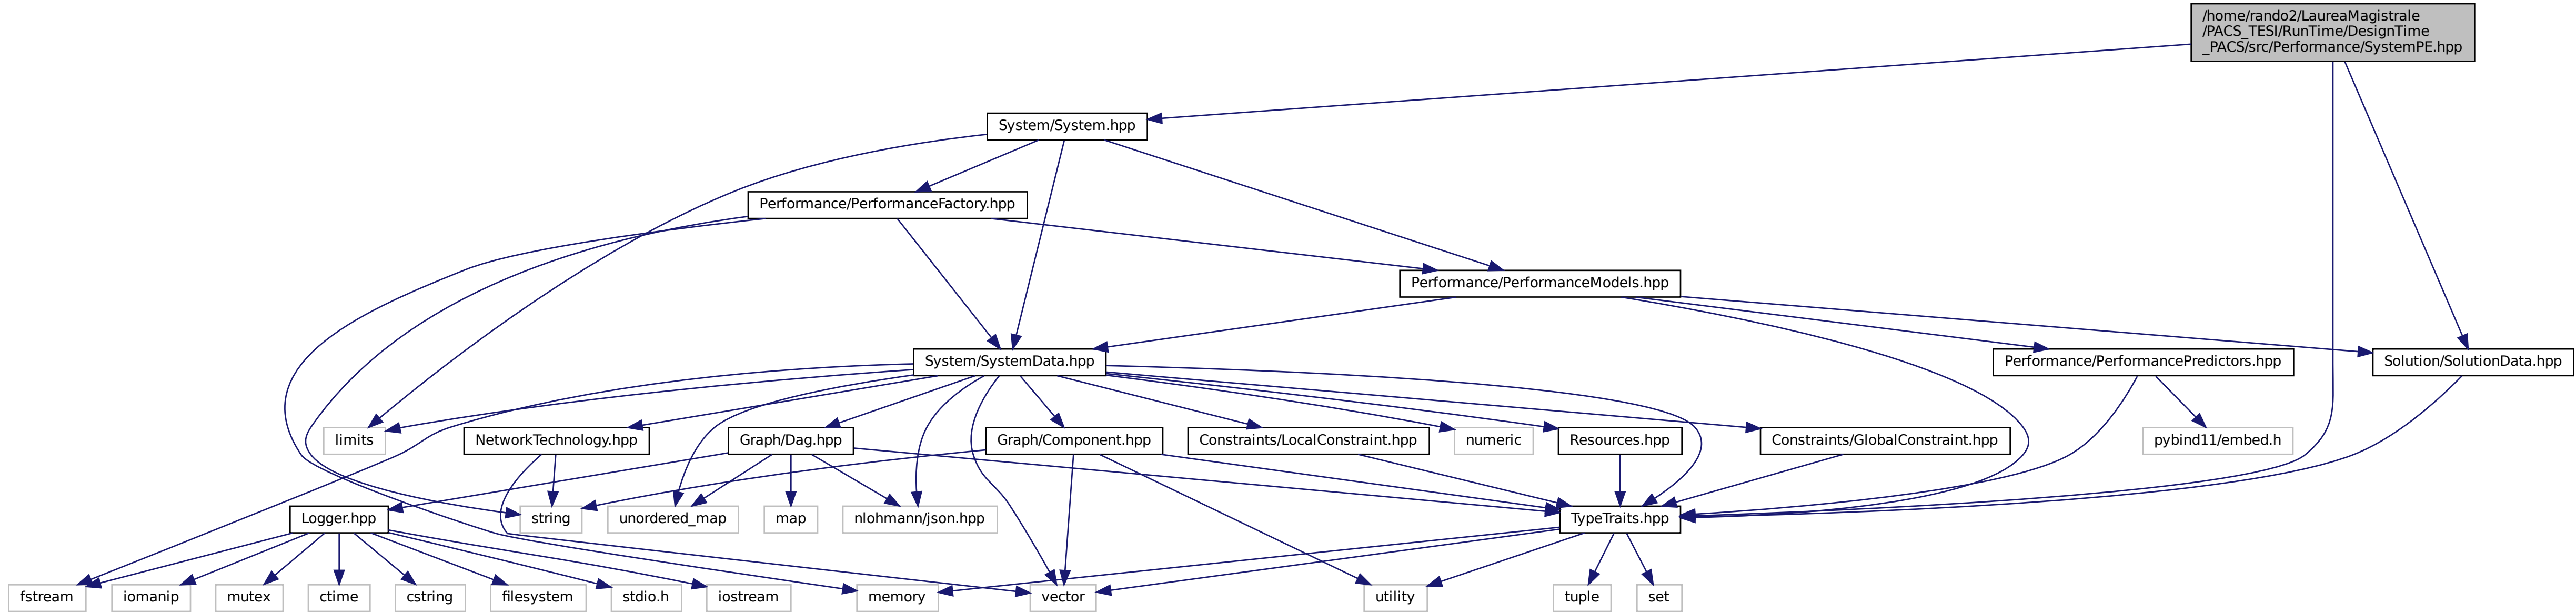 /home/rando2/LaureaMagistrale
/PACS_TESI/RunTime/DesignTime
_PACS/src/Performance/SystemPE.hpp
System/System.hpp
Performance/PerformanceFactory.hpp
Performance/PerformanceModels.hpp
System/SystemData.hpp
Performance/PerformancePredictors.hpp
Solution/SolutionData.hpp
limits
NetworkTechnology.hpp
Graph/Dag.hpp
Graph/Component.hpp
Constraints/LocalConstraint.hpp
numeric
Resources.hpp
Constraints/GlobalConstraint.hpp
pybind11/embed.h
Logger.hpp
string
unordered_map
map
nlohmann/json.hpp
TypeTraits.hpp
fstream
iomanip
mutex
ctime
cstring
filesystem
stdio.h
iostream
memory
vector
utility
tuple
set